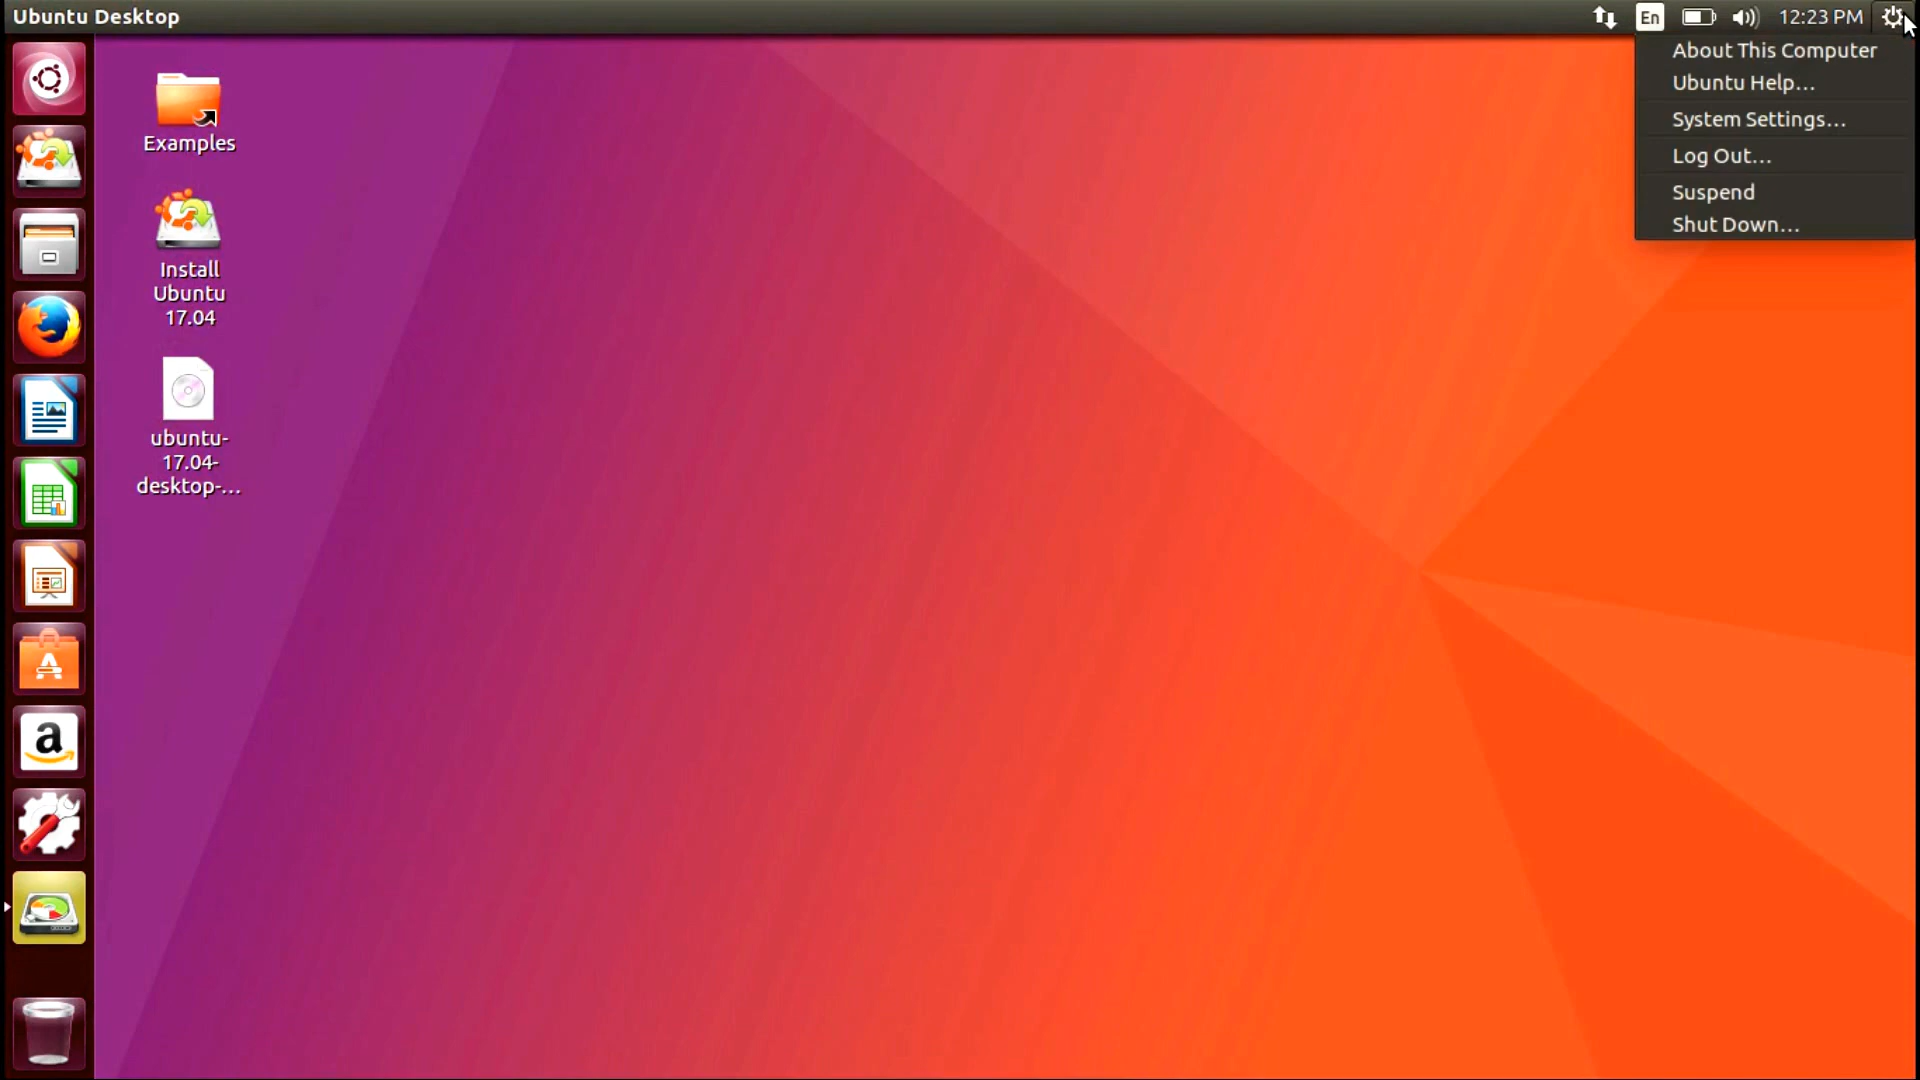 Ubuntu Desktop
En
12:23 PM
About This Computer
Ubuntu Help...
System Settings...
Log Out...
Suspend
Shut Down...
Examples
Install
Ubuntu
17.04
ubuntu-
17.04-
desktop-...